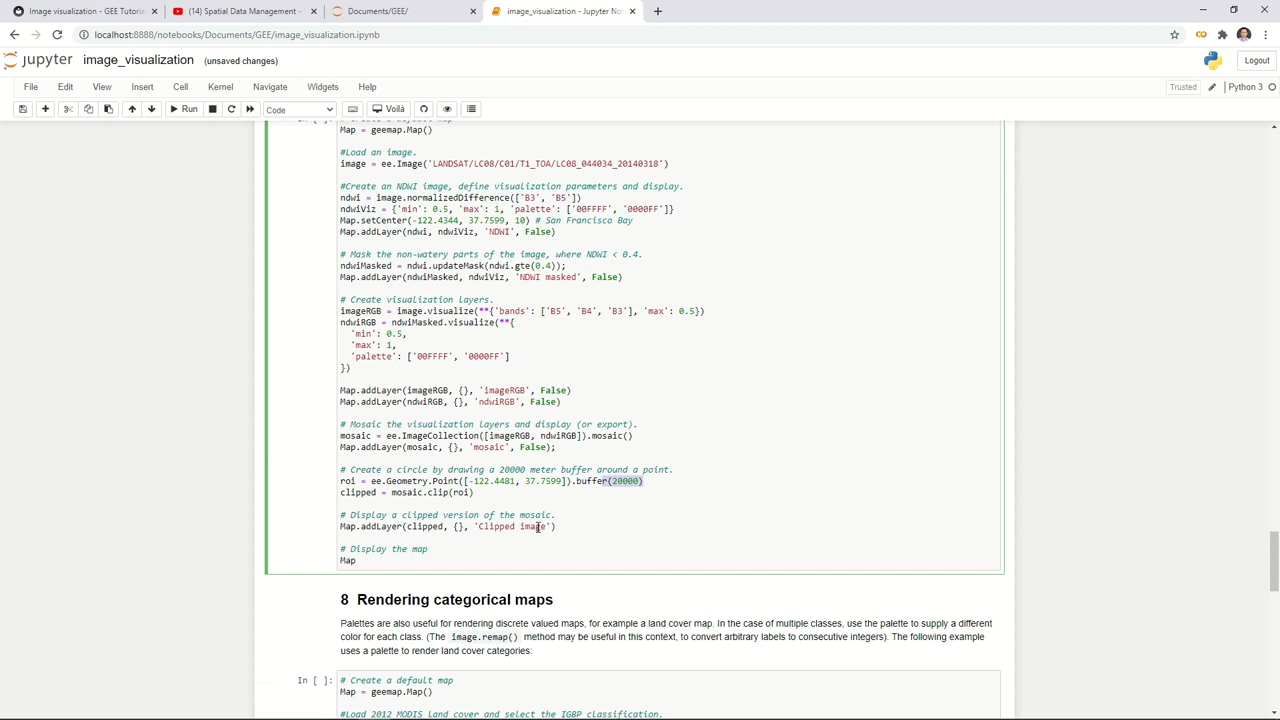 Image visualization - GEE Tutoria
(14) Spatial Data Management -
Documents/GEE/
image_visualization - Jupyter No
localhost:8888/notebooks/Documents/GEE/image_visualization.ipynb
jupyter image_visualization (unsaved changes)
Logout
File Edit View Insert Cell Kernel Navigate Widgets Help
Trusted Python 3
Run Code Voilà
Map = geemap.Map()
#Load an image.
image = ee.Image('LANDSAT/LC08/C01/T1_TOA/LC08_044034_20140318')
#Create an NDWI image, define visualization parameters and display.
ndwi = image.normalizedDifference(['B3', 'B5'])
ndwiViz = {'min': 0.5, 'max': 1, 'palette': ['00FFFF', '0000FF']}
Map.setCenter(-122.4344, 37.7599, 10) # San Francisco Bay
Map.addLayer(ndwi, ndwiViz, 'NDWI', False)
# Mask the non-watery parts of the image, where NDWI < 0.4.
ndwiMasked = ndwi.updateMask(ndwi.gte(0.4));
Map.addLayer(ndwiMasked, ndwiViz, 'NDWI masked', False)
# Create visualization layers.
imageRGB = image.visualize(**{'bands': ['B5', 'B4', 'B3'], 'max': 0.5})
ndwiRGB = ndwiMasked.visualize(**{
'min': 0.5,
'max': 1,
'palette': ['00FFFF', '0000FF']
})
Map.addLayer(imageRGB, {}, 'imageRGB', False)
Map.addLayer(ndwiRGB, {}, 'ndwiRGB', False)
# Mosaic the visualization layers and display (or export).
mosaic = ee.ImageCollection([imageRGB, ndwiRGB]).mosaic()
Map.addLayer(mosaic, {}, 'mosaic', False);
# Create a circle by drawing a 20000 meter buffer around a point.
roi = ee.Geometry.Point([-122.4481, 37.7599]).buffer(20000)
clipped = mosaic.clip(roi)
# Display a clipped version of the mosaic.
Map.addLayer(clipped, {}, 'Clipped image')
# Display the map
Map
8 Rendering categorical maps
Palettes are also useful for rendering discrete valued maps, for example a land cover map. In the case of multiple classes, use the palette to supply a different
color for each class. (The image.remap() method may be useful in this context, to convert arbitrary labels to consecutive integers). The following example
uses a palette to render land cover categories:
In [ ]: # Create a default map
Map = geemap.Map()
#Load 2012 MODIS land cover and select the IGBP classification.